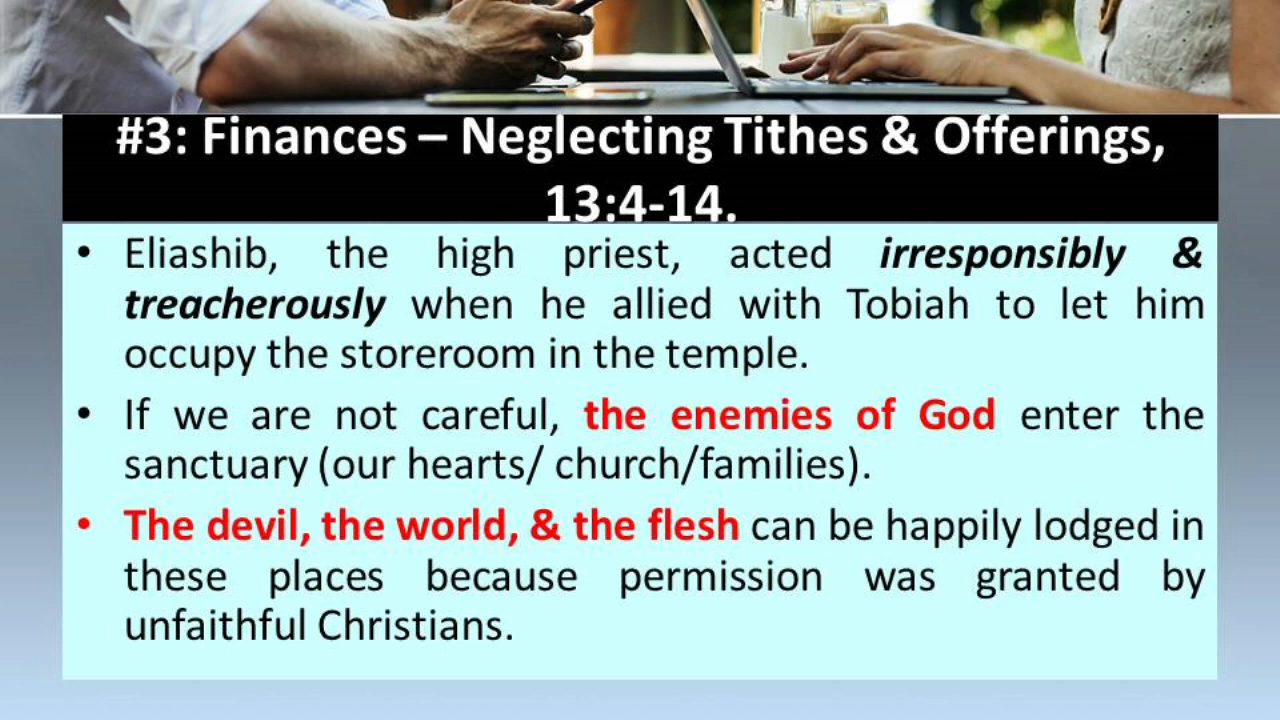 #3: Finances – Neglecting Tithes & Offerings,
13:4-14.
• Eliashib, the high priest, acted irresponsibly &
treacherously when he allied with Tobiah to let him
occupy the storeroom in the temple.
• If we are not careful, the enemies of God enter the
sanctuary (our hearts/ church/families).
• The devil, the world, & the flesh can be happily lodged in
these places because permission was granted by
unfaithful Christians.